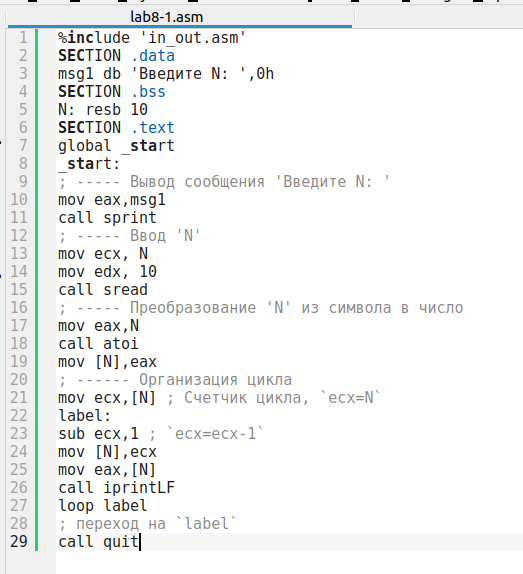 lab8-1.asm
1 %include 'in_out.asm'
2 SECTION .data
3 msg1 db 'Введите N: ',0h
4 SECTION .bss
5 N: resb 10
6 SECTION .text
7 global _start
8 _start:
9 ; ----- Вывод сообщения 'Введите N: '
10 mov eax,msg1
11 call sprint
12 ; ----- Ввод 'N'
13 mov ecx, N
14 mov edx, 10
15 call sread
16 ; ----- Преобразование 'N' из символа в число
17 mov eax,N
18 call atoi
19 mov [N],eax
20 ; ------ Организация цикла
21 mov ecx,[N] ; Счетчик цикла, `ecx=N`
22 label:
23 sub ecx,1 ; `ecx=ecx-1`
24 mov [N],ecx
25 mov eax,[N]
26 call iprintLF
27 loop label
28 ; переход на `label`
29 call quit